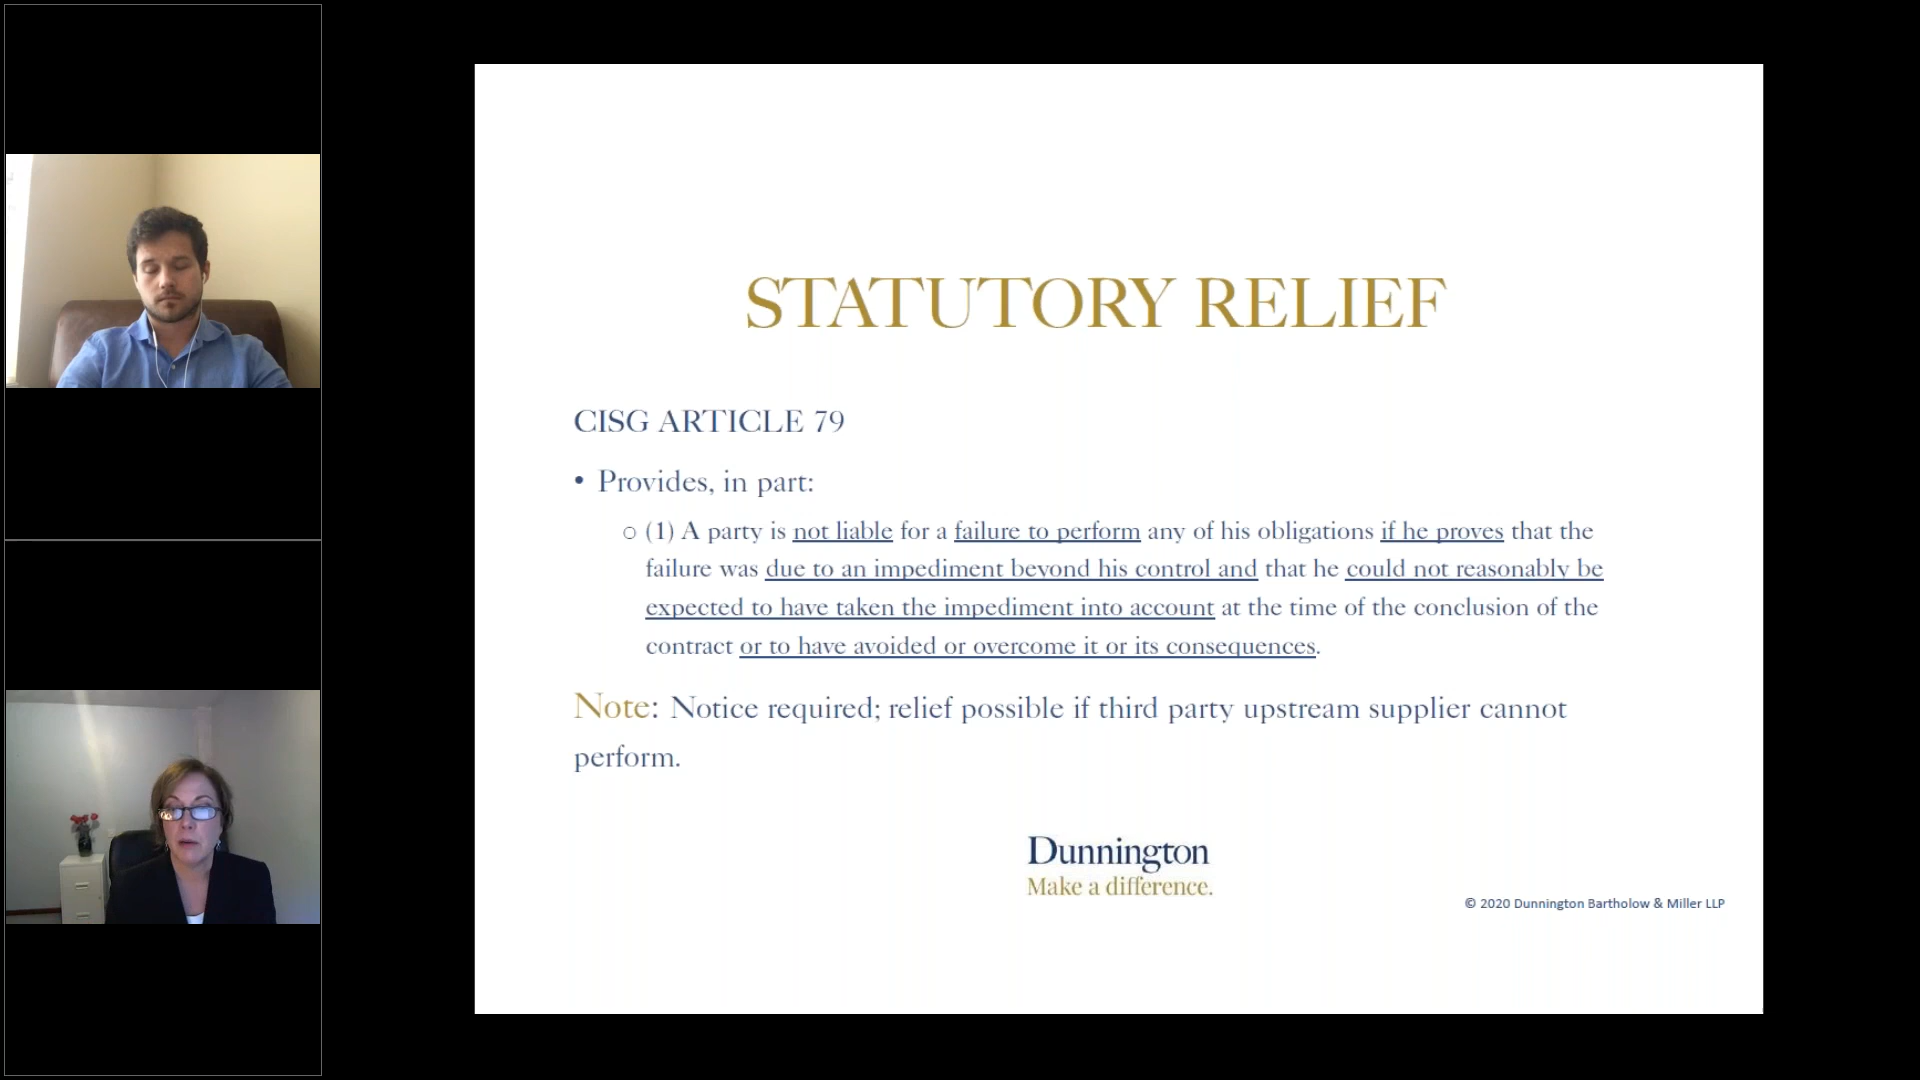 STATUTORY RELIEF
CISG ARTICLE 79
• Provides, in part:
○ (1) A party is not liable for a failure to perform any of his obligations if he proves that the
failure was due to an impediment beyond his control and that he could not reasonably be
expected to have taken the impediment into account at the time of the conclusion of the
contract or to have avoided or overcome it or its consequences.
Note: Notice required; relief possible if third party upstream supplier cannot
perform.
Dunnington
Make a difference.
© 2020 Dunnington Bartholow & Miller LLP